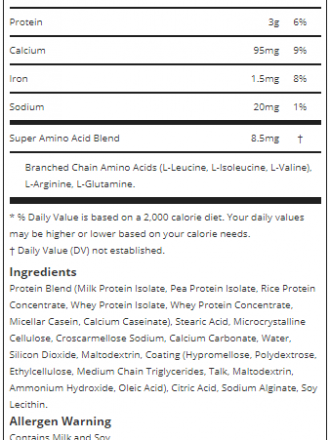 Protein 3g 6%
Calcium 95mg 9%
Iron 1.5mg 8%
Sodium 20mg 1%
Super Amino Acid Blend 8.5mg †
Branched Chain Amino Acids (L-Leucine, L-Isoleucine, L-Valine),
L-Arginine, L-Glutamine.
* % Daily Value is based on a 2,000 calorie diet. Your daily values
may be higher or lower based on your calorie needs.
† Daily Value (DV) not established.
Ingredients
Protein Blend (Milk Protein Isolate, Pea Protein Isolate, Rice Protein
Concentrate, Whey Protein Isolate, Whey Protein Concentrate,
Micellar Casein, Calcium Caseinate), Stearic Acid, Microcrystalline
Cellulose, Croscarmellose Sodium, Calcium Carbonate, Water,
Silicon Dioxide, Maltodextrin, Coating (Hypromellose, Polydextrose,
Ethylcellulose, Medium Chain Triglycerides, Talk, Maltodextrin,
Ammonium Hydroxide, Oleic Acid), Citric Acid, Sodium Alginate, Soy
Lecithin.
Allergen Warning
Contains Milk and Soy